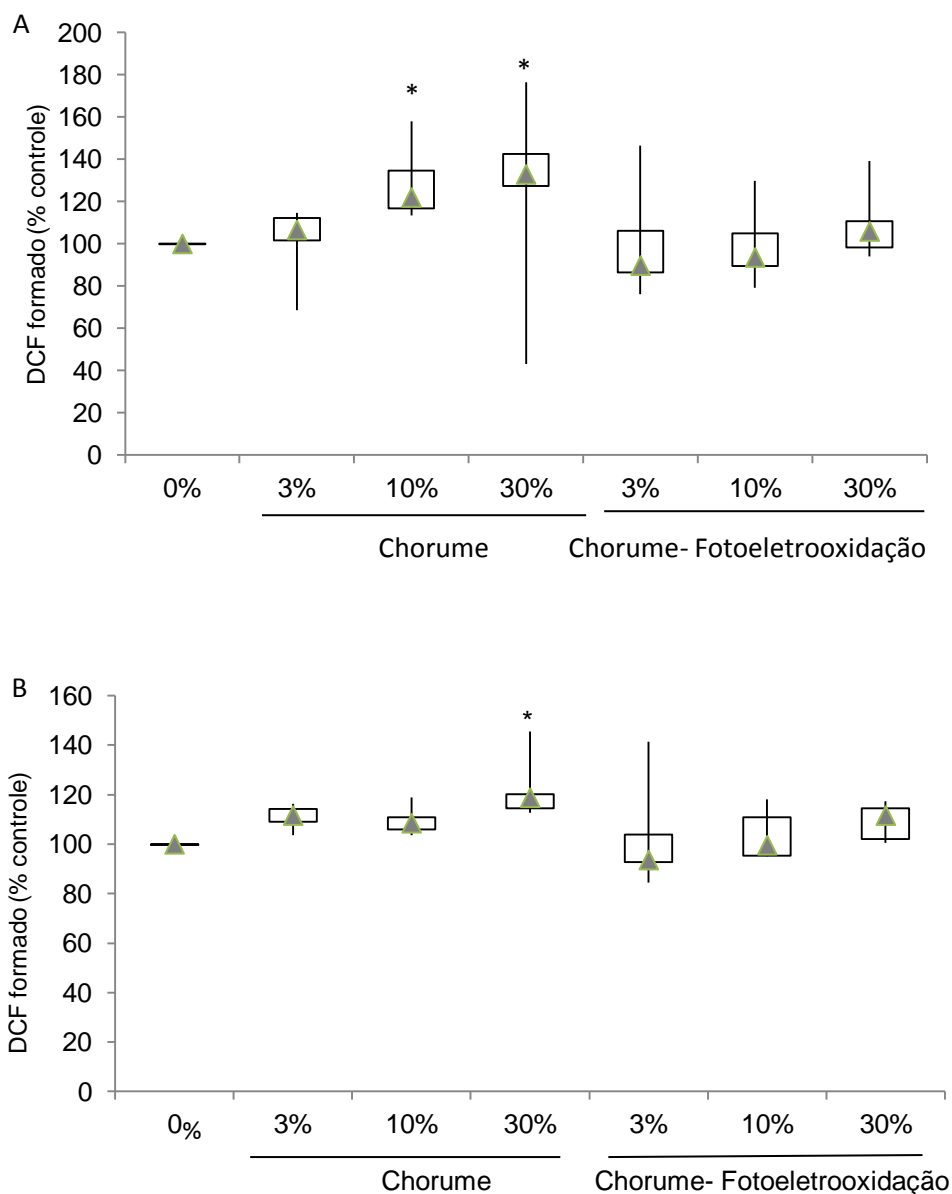 A
DCF formado (% controle)
200
180
160
140
120
100
80
60
40
20
0
*
*
0% 3% 10% 30% 3% 10% 30%
Chorume Chorume- Fotoeletrooxidação
B
DCF formado (% controle)
160
140
120
100
80
60
40
20
0
*
0% 3% 10% 30% 3% 10% 30%
Chorume Chorume- Fotoeletrooxidação